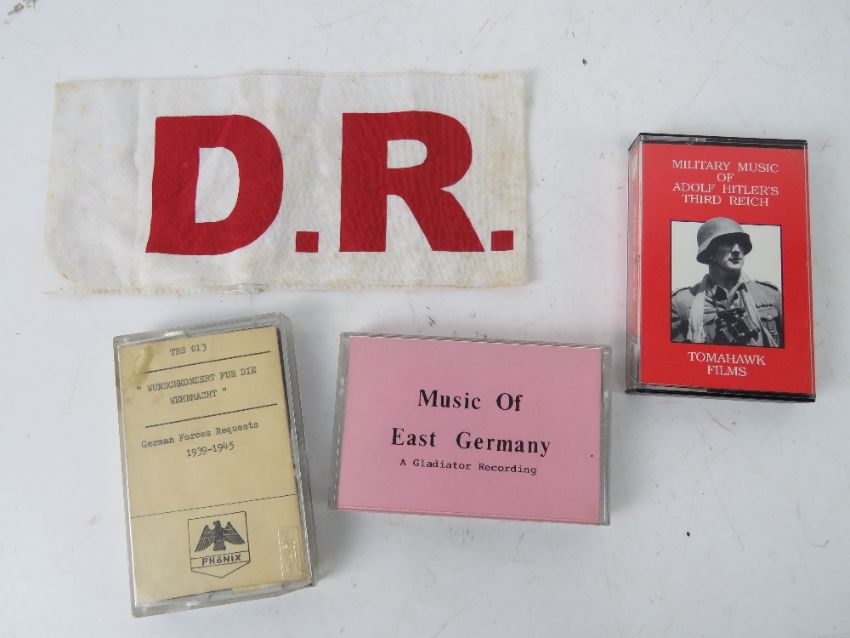 D.R.
MILITARY MUSIC
OF
ADOLF HITLER'S
THIRD REICH
TOMAHAWK
FILMS
TRS 013
" WUNSCHKONZERT FUR DIE
WEHRMACHT "
German Forces Requests
1939-1945
PHöNIX
Music Of
East Germany
A Gladiator Recording